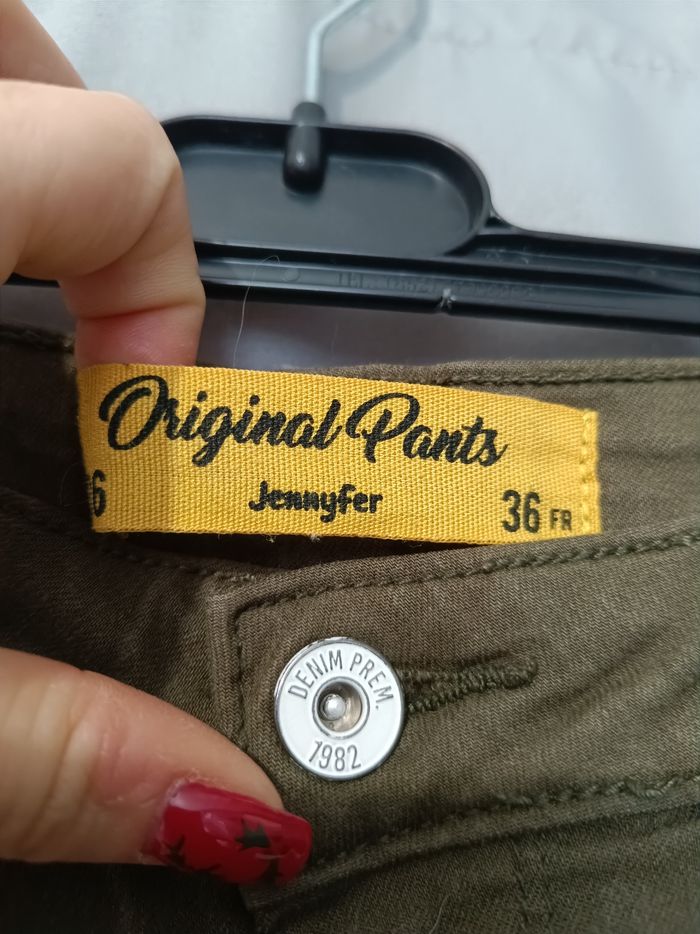 Original Pants
6 Jennyfer 36 FR
DENIM PREM.
1982